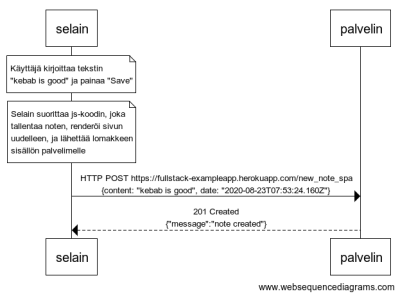 selain
palvelin
Käyttäjä kirjoittaa tekstin
"kebab is good" ja painaa "Save"
Selain suorittaa js-koodin, joka
tallentaa noten, renderöi sivun
uudelleen, ja lähettää lomakkeen
sisällön palvelimelle
HTTP POST https://fullstack-exampleapp.herokuapp.com/new_note_spa
{content: "kebab is good", date: "2020-08-23T07:53:24.160Z"}
201 Created
{"message":"note created"}
selain
palvelin
www.websequencediagrams.com